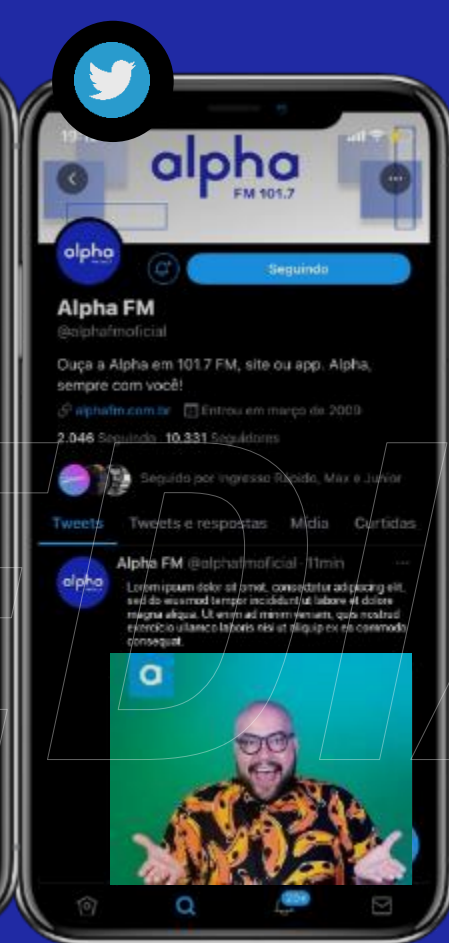 alpha
FM 101.7
alpha
Seguindo
Alpha FM
@alphafmoficial
Ouça a Alpha em 101.7 FM, site ou app. Alpha,
sempre com você!
alphafm.com.br Entrou em março de 2009
2.046 Seguindo 10.331 Seguidores
Seguido por Ingresso Rápido, Max e Junior
Tweets Tweets e respostas Mídia Curtidas
Alpha FM @alphafmoficial · 11min
alpha
Lorem ipsum dolor sit amet, consectetur adipiscing elit,
sed do eiusmod tempor incididunt ut labore et dolore
magna aliqua. Ut enim ad minim veniam, quis nostrud
exercício ullamco laboris nisi ut aliquip ex ea commodo
consequat.
a